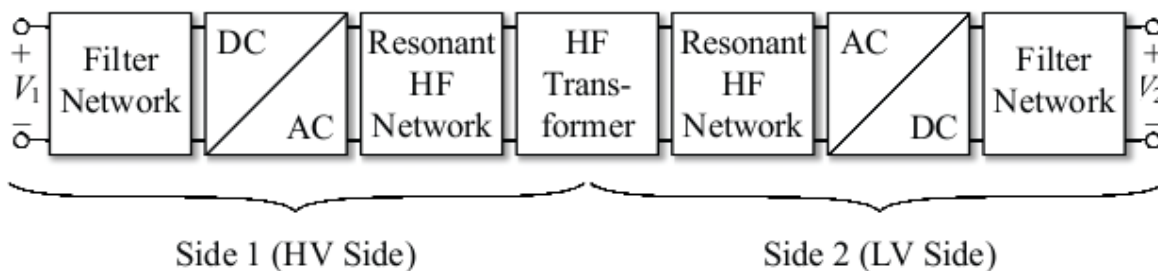 +
V1
−
Filter
Network
DC
AC
Resonant
HF
Network
HF
Trans-
former
Resonant
HF
Network
AC
DC
Filter
Network
+
V2
−
Side 1 (HV Side)
Side 2 (LV Side)